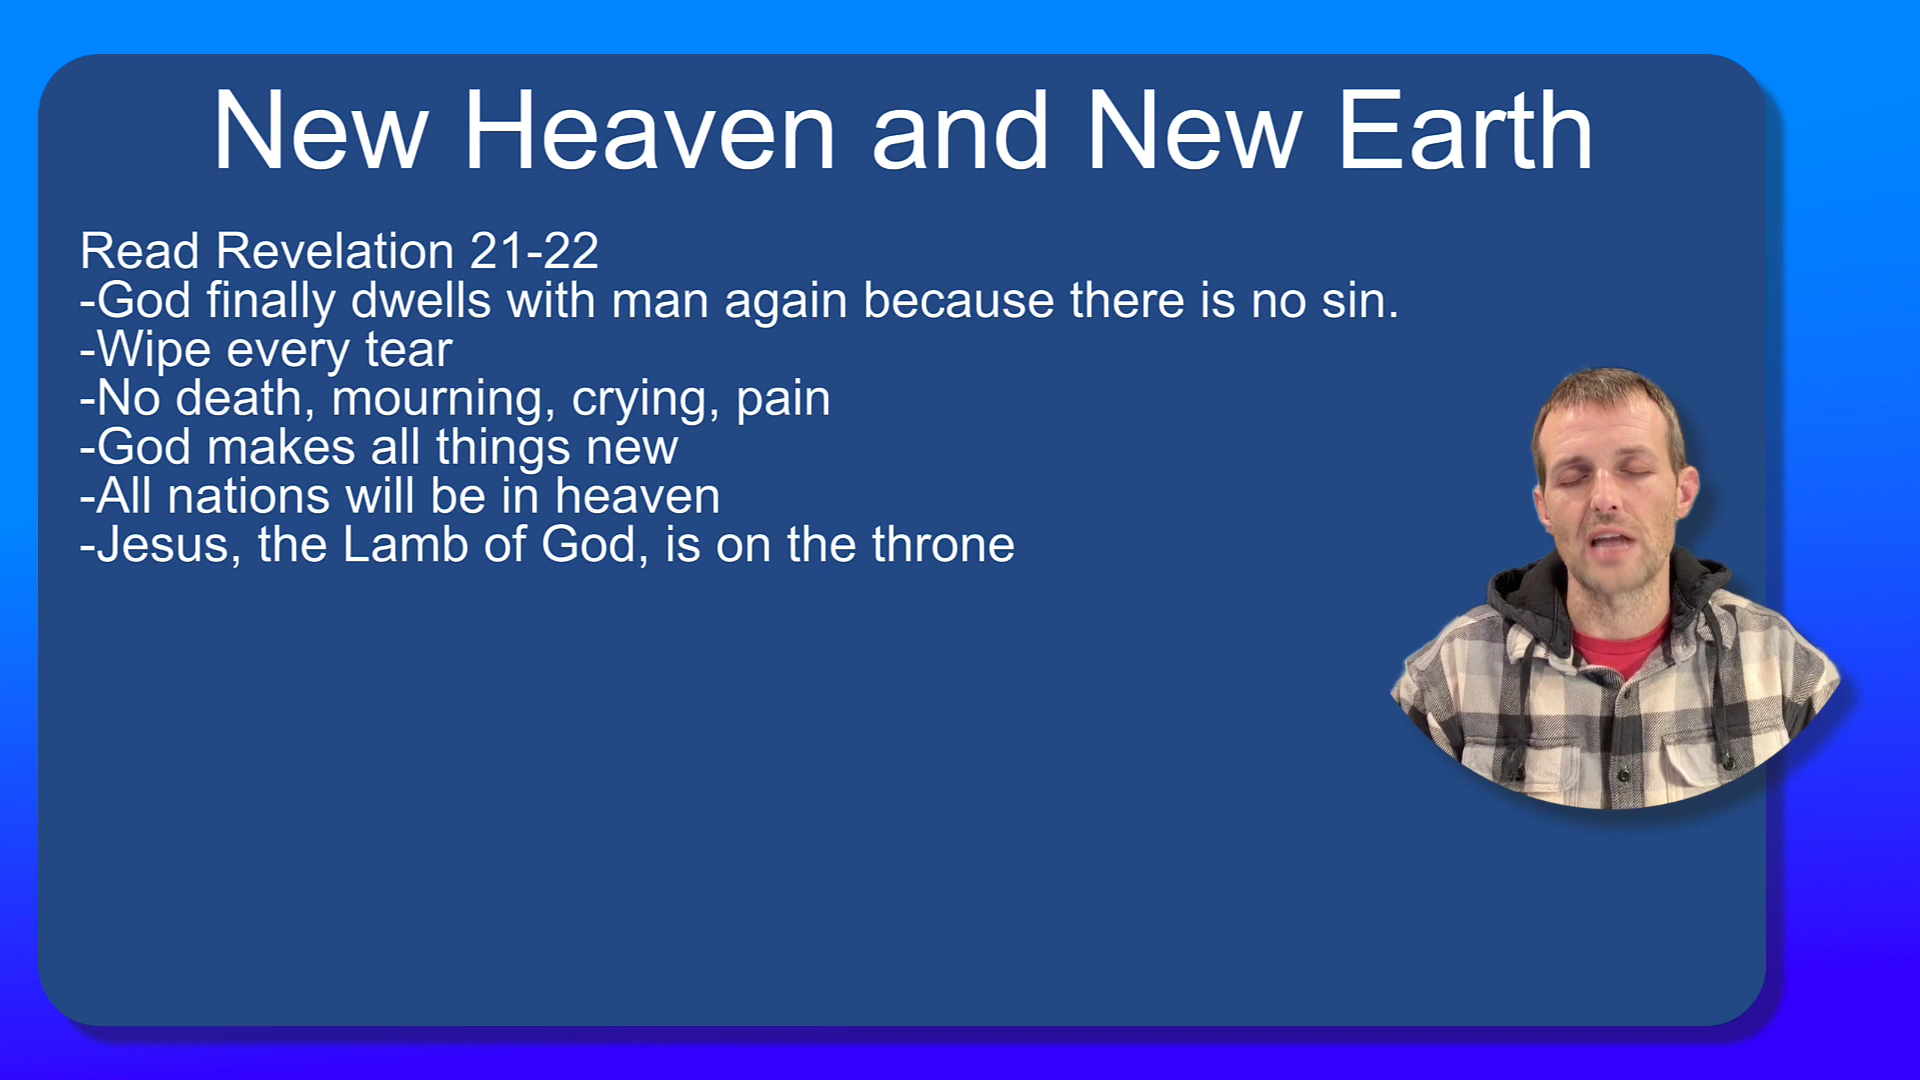 New Heaven and New Earth
Read Revelation 21-22
-God finally dwells with man again because there is no sin.
-Wipe every tear
-No death, mourning, crying, pain
-God makes all things new
-All nations will be in heaven
-Jesus, the Lamb of God, is on the throne